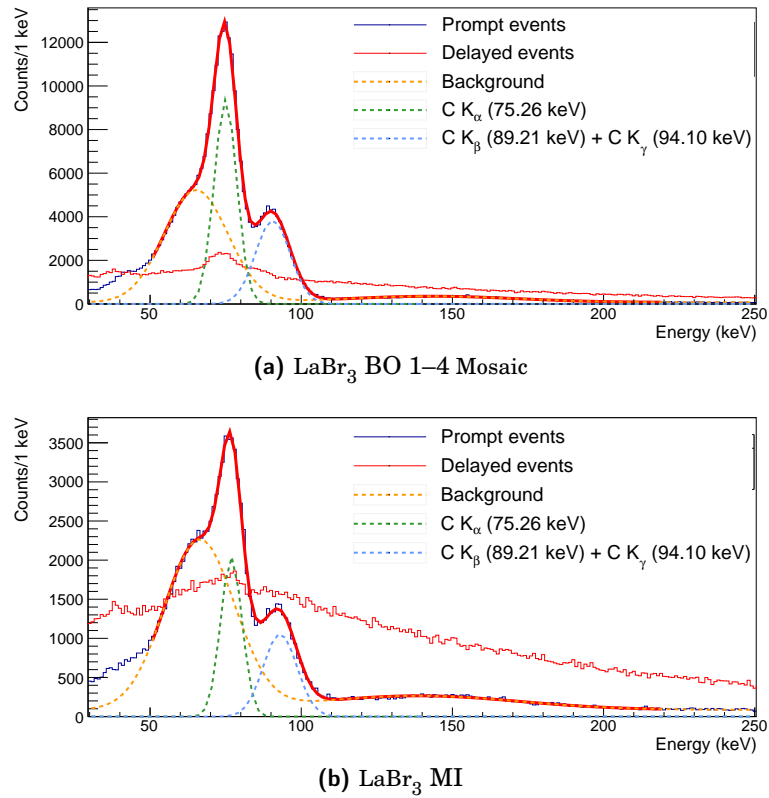 Counts/1 keV
12000
10000
8000
6000
4000
2000
0
Prompt events
Delayed events
Background
C Kα (75.26 keV)
C Kβ (89.21 keV) + C Kγ (94.10 keV)
50 100 150 200 250
Energy (keV)
(a) LaBr₃ BO 1–4 Mosaic
Counts/1 keV
3500
3000
2500
2000
1500
1000
500
0
Prompt events
Delayed events
Background
C Kα (75.26 keV)
C Kβ (89.21 keV) + C Kγ (94.10 keV)
50 100 150 200 250
Energy (keV)
(b) LaBr₃ MI